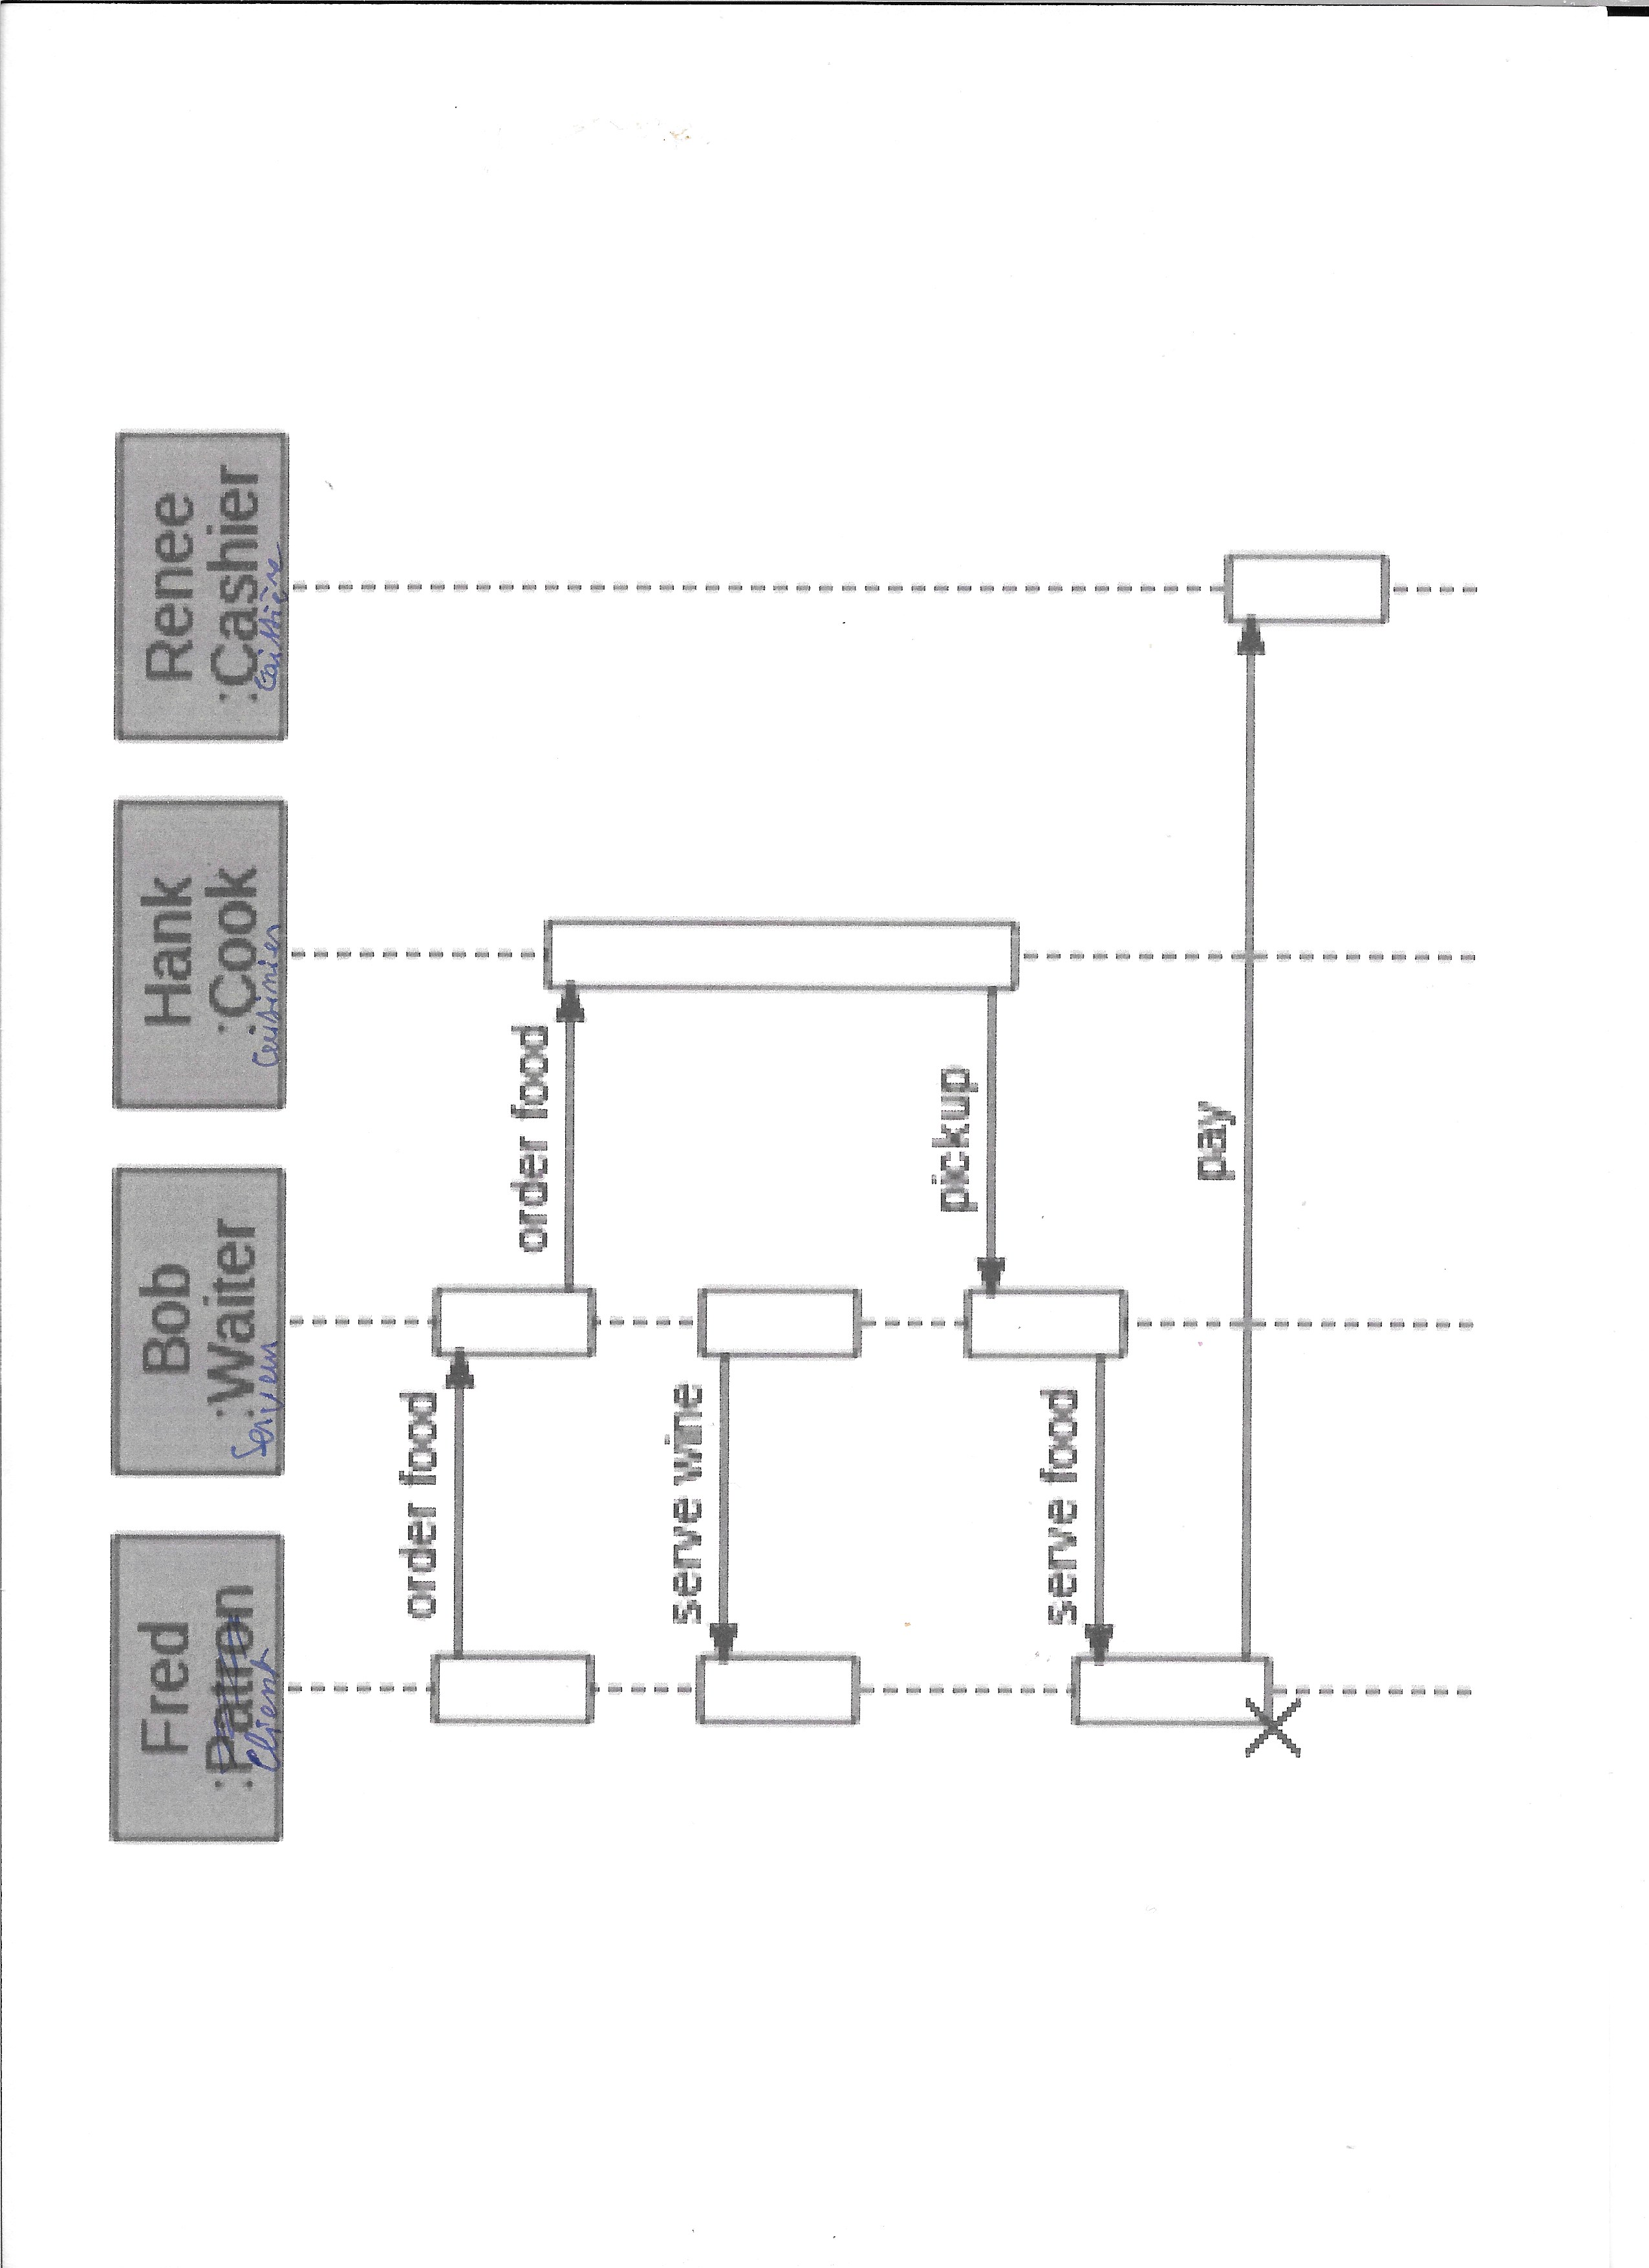 Fred
:Patron
Client
Bob
:Waiter
Serveur
Hank
:Cook
Cuisinier
Renee
:Cashier
Caissière
order food
order food
serve wine
pickup
serve food
pay